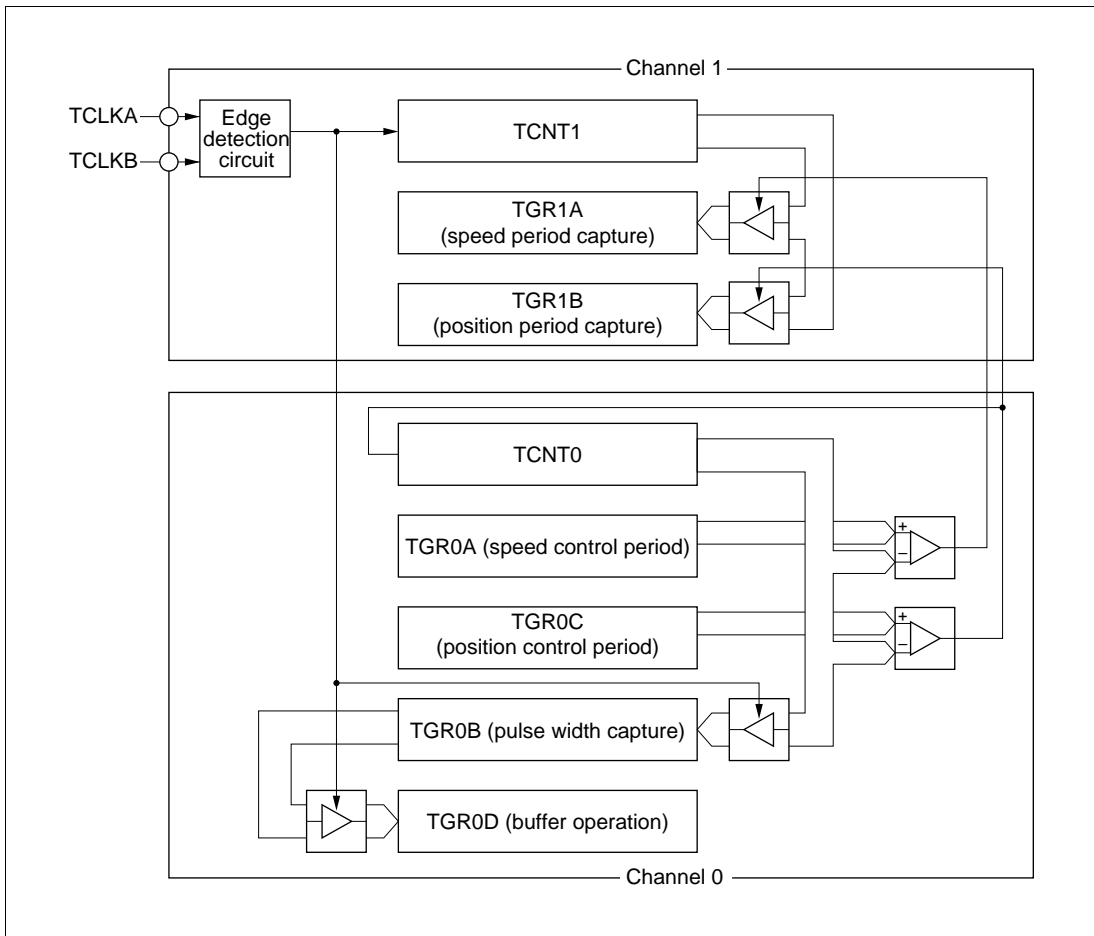 Channel 1
TCLKA
TCLKB
Edge
detection
circuit
TCNT1
TGR1A
(speed period capture)
TGR1B
(position period capture)
TCNT0
TGR0A (speed control period)
+
−
TGR0C
(position control period)
+
−
TGR0B (pulse width capture)
TGR0D (buffer operation)
Channel 0